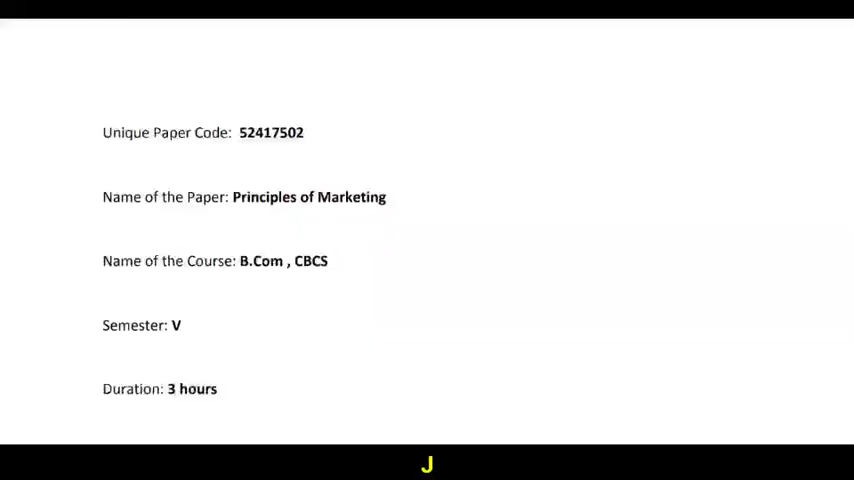 Unique Paper Code: 52417502
Name of the Paper: Principles of Marketing
Name of the Course: B.Com , CBCS
Semester: V
Duration: 3 hours
J